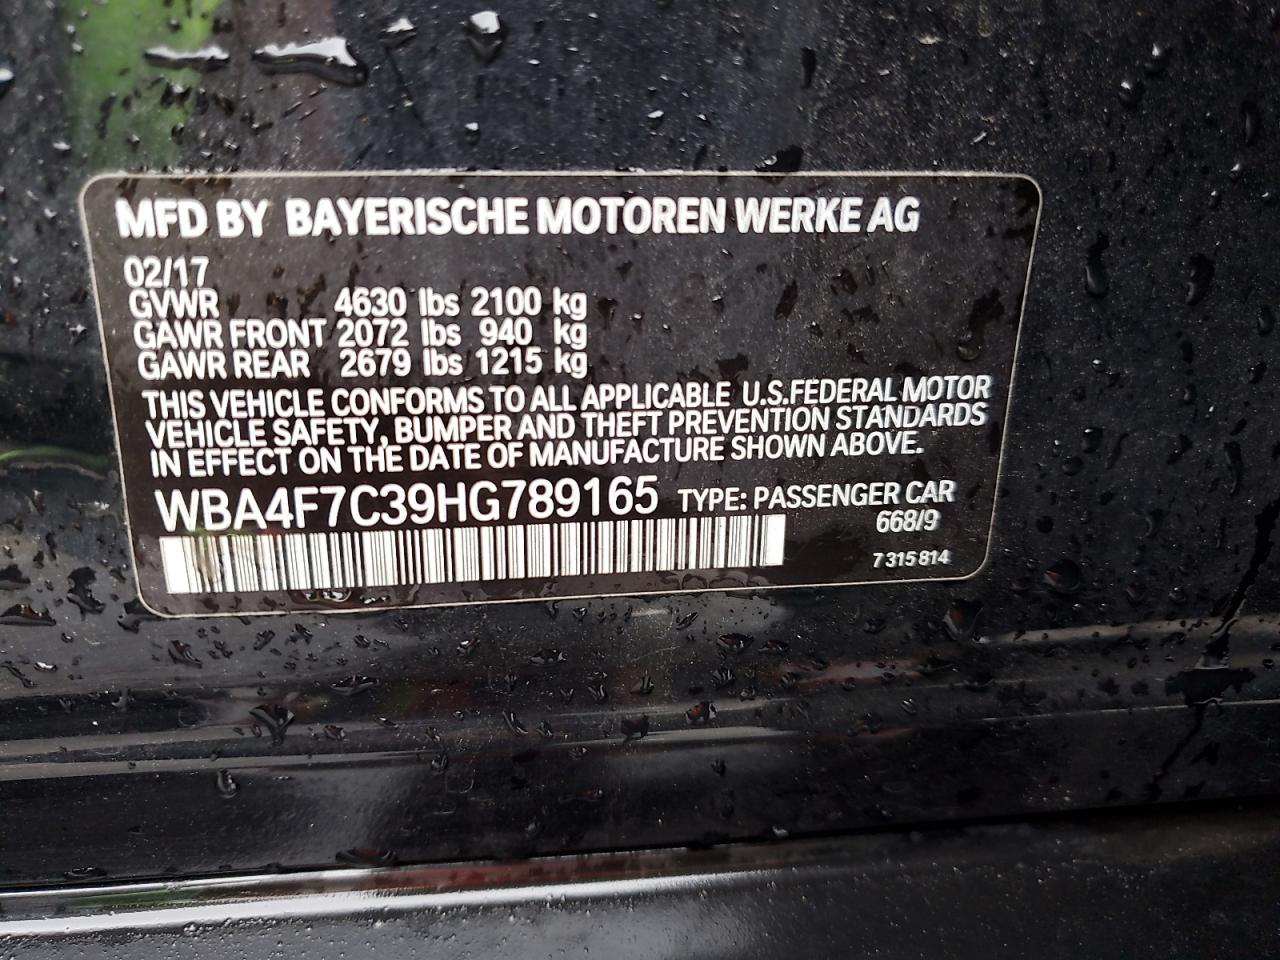 MFD BY BAYERISCHE MOTOREN WERKE AG
02/17
GVWR 4630 lbs 2100 kg
GAWR FRONT 2072 lbs 940 kg
GAWR REAR 2679 lbs 1215 kg
THIS VEHICLE CONFORMS TO ALL APPLICABLE U.S.FEDERAL MOTOR
VEHICLE SAFETY, BUMPER AND THEFT PREVENTION STANDARDS
IN EFFECT ON THE DATE OF MANUFACTURE SHOWN ABOVE.
WBA4F7C39HG789165 TYPE: PASSENGER CAR
668/9
7 315 814